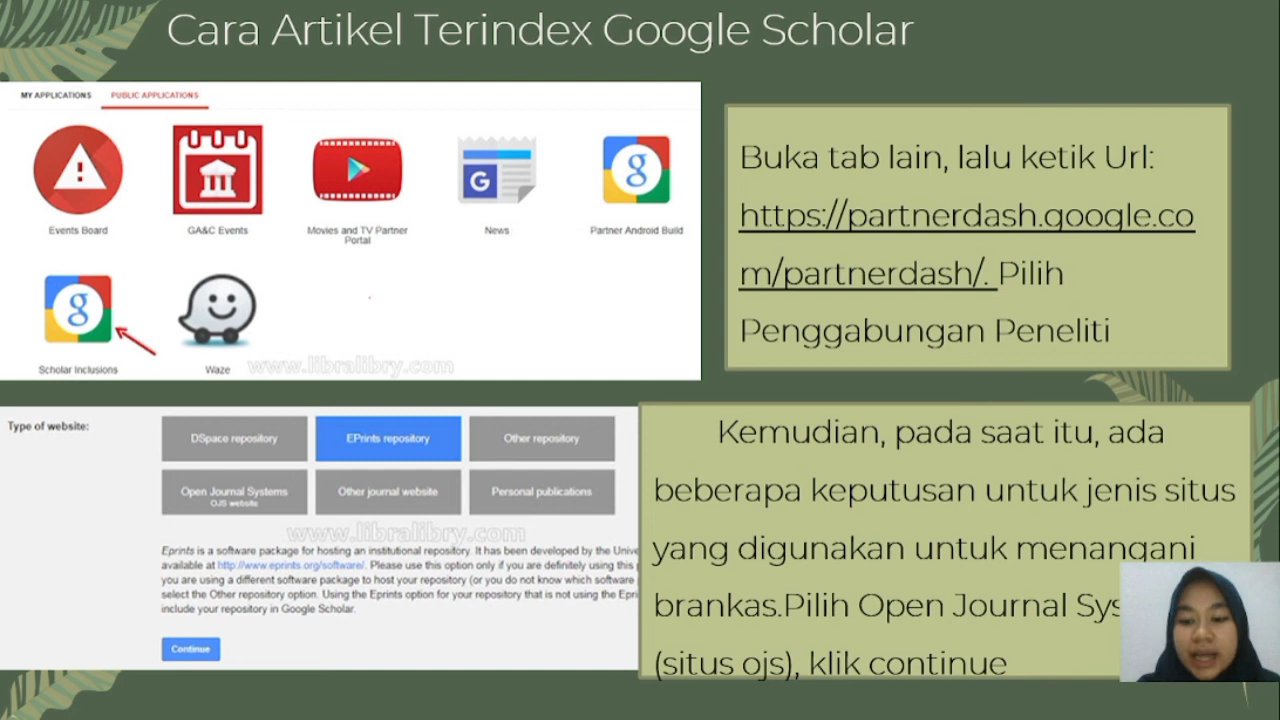 Cara Artikel Terindex Google Scholar
MY APPLICATIONS
PUBLIC APPLICATIONS
Events Board
GA&C Events
Movies and TV Partner
Portal
News
Partner Android Build
Scholar Inclusions
Waze
www.libralibry.com
Buka tab lain, lalu ketik Url:
https://partnerdash.google.co
m/partnerdash/. Pilih
Penggabungan Peneliti
Type of website:
DSpace repository
EPrints repository
Other repository
Open Journal Systems
OJS website
Other journal website
Personal publications
www.libralibry.com
Eprints is a software package for hosting an institutional repository. It has been developed by the Unive
available at http://www.eprints.org/software/. Please use this option only if you are definitely using this
you are using a different software package to host your repository (or you do not know which software
select the Other repository option. Using the Eprints option for your repository that is not using the Epri
include your repository in Google Scholar.
Continue
Kemudian, pada saat itu, ada
beberapa keputusan untuk jenis situs
yang digunakan untuk menangani
brankas.Pilih Open Journal Sys
(situs ojs), klik continue